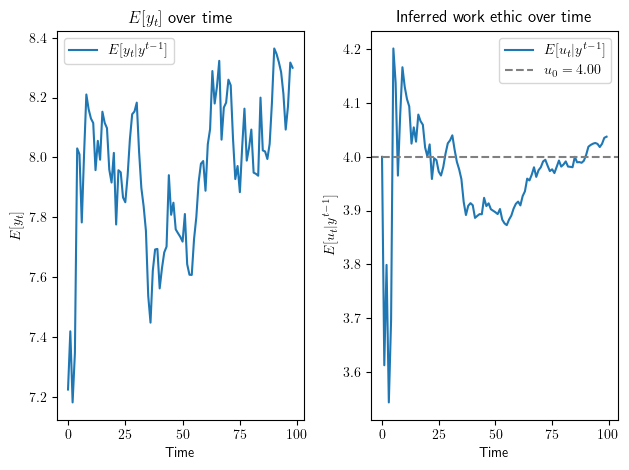 E[y_t] over time
E[y_t|y^{t−1}]
8.4
8.2
8.0
7.8
7.6
7.4
7.2
E[y_t]
0
25
50
75
100
Time
Inferred work ethic over time
E[u_t|y^{t−1}]
u_0 = 4.00
4.2
4.1
4.0
3.9
3.8
3.7
3.6
E[u_t|y^{t−1}]
0
25
50
75
100
Time